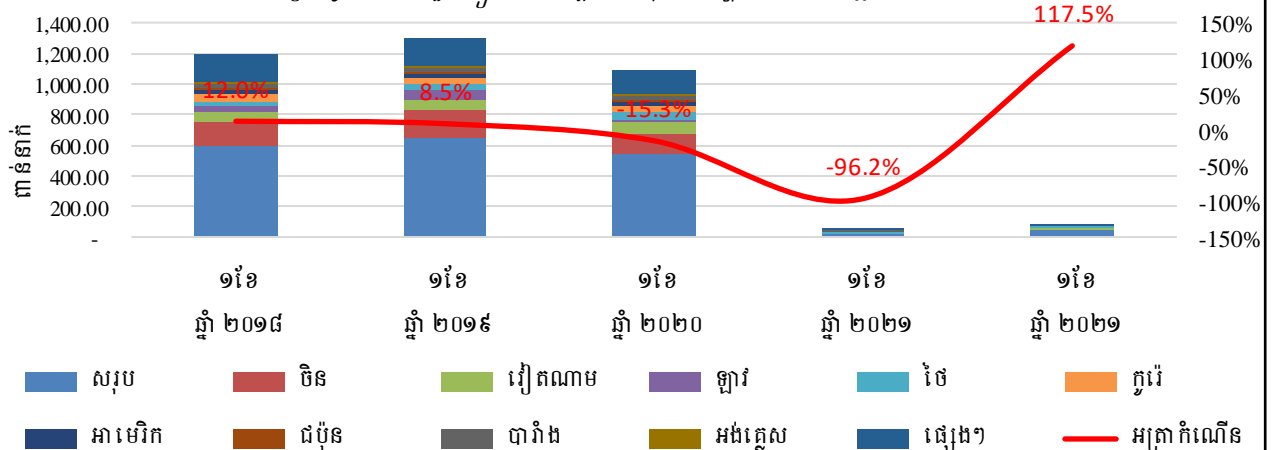 117.5%
1,400.00 150%
1,200.00 100%
1,000.00 12.0% 8.5% 50%
800.00 -15.3% 0%
600.00 -96.2% -50%
400.00 -100%
200.00 -150%
-
ពាន់នាក់
១ខែ ១ខែ ១ខែ ១ខែ ១ខែ
ឆ្នាំ ២០១៨ ឆ្នាំ ២០១៩ ឆ្នាំ ២០២០ ឆ្នាំ ២០២១ ឆ្នាំ ២០២១
សរុប ចិន វៀតណាម ឡាវ ថៃ កូរ៉េ
អាមេរិក ជប៉ុន បារាំង អង់គ្លេស ផ្សេងៗ អត្រាកំណើន